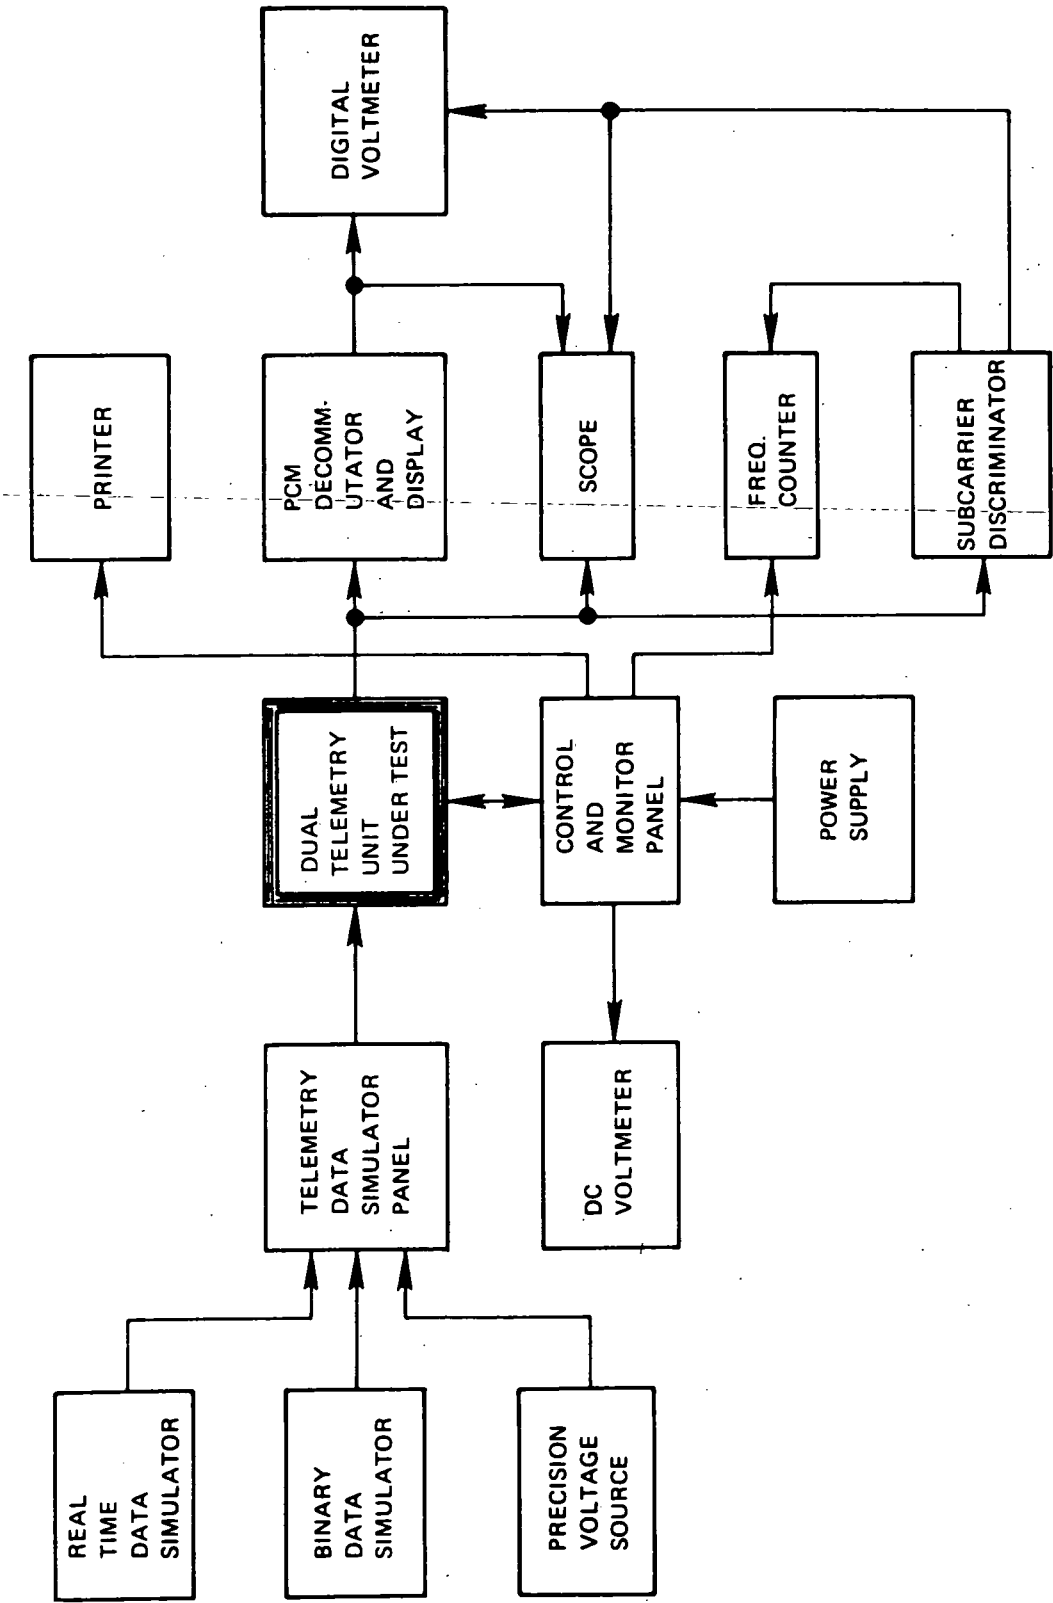 REAL
TIME
DATA
SIMULATOR
BINARY
DATA
SIMULATOR
PRECISION
VOLTAGE
SOURCE
TELEMETRY
DATA
SIMULATOR
PANEL
DC
VOLTMETER
DUAL
TELEMETRY
UNIT
UNDER TEST
CONTROL
AND
MONITOR
PANEL
POWER
SUPPLY
PRINTER
PCM
DECOMM-
UTATOR
AND
DISPLAY
SCOPE
FREQ.
COUNTER
SUBCARRIER
DISCRIMINATOR
DIGITAL
VOLTMETER